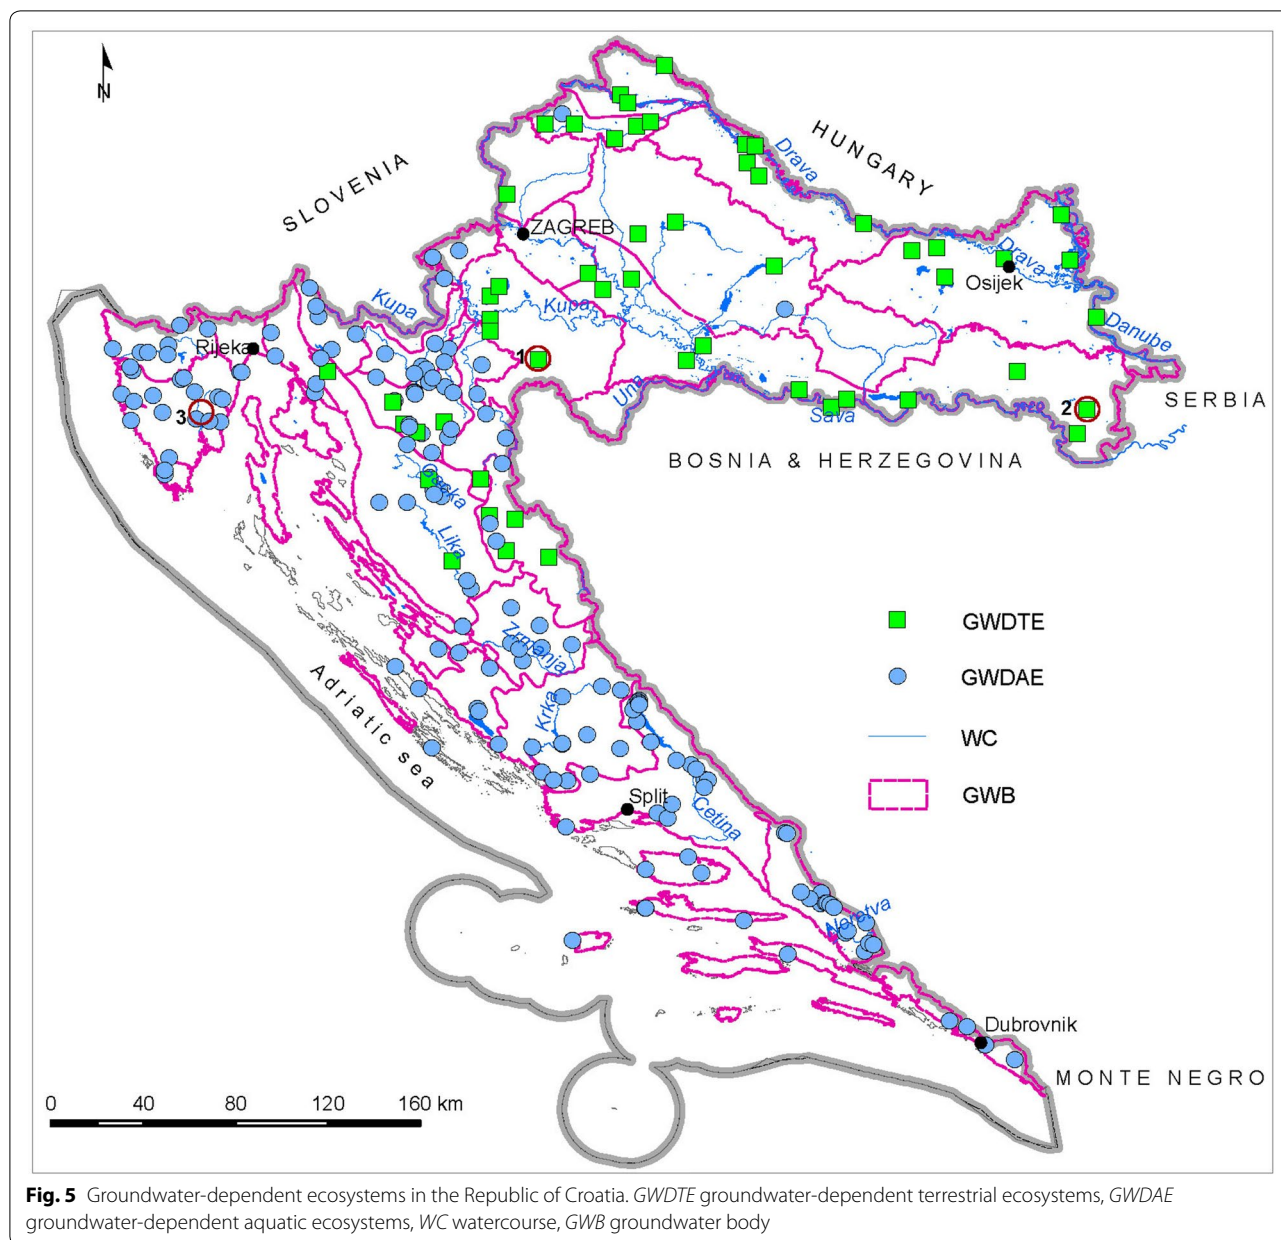 N
SLOVENIA
HUNGARY
Drava
ZAGREB
Drava
Osijek
Kupa
Kupa
Danube
Rijeka
1
Una
Sava
2
SERBIA
3
BOSNIA & HERZEGOVINA
Gacka
Lika
GWDTE
Zrmanja
GWDAE
Adriatic sea
Krka
WC
GWB
Split
Cetina
Neretva
Dubrovnik
MONTE NEGRO
0 40 80 120 160 km
Fig. 5 Groundwater-dependent ecosystems in the Republic of Croatia. GWDTE groundwater-dependent terrestrial ecosystems, GWDAE
groundwater-dependent aquatic ecosystems, WC watercourse, GWB groundwater body